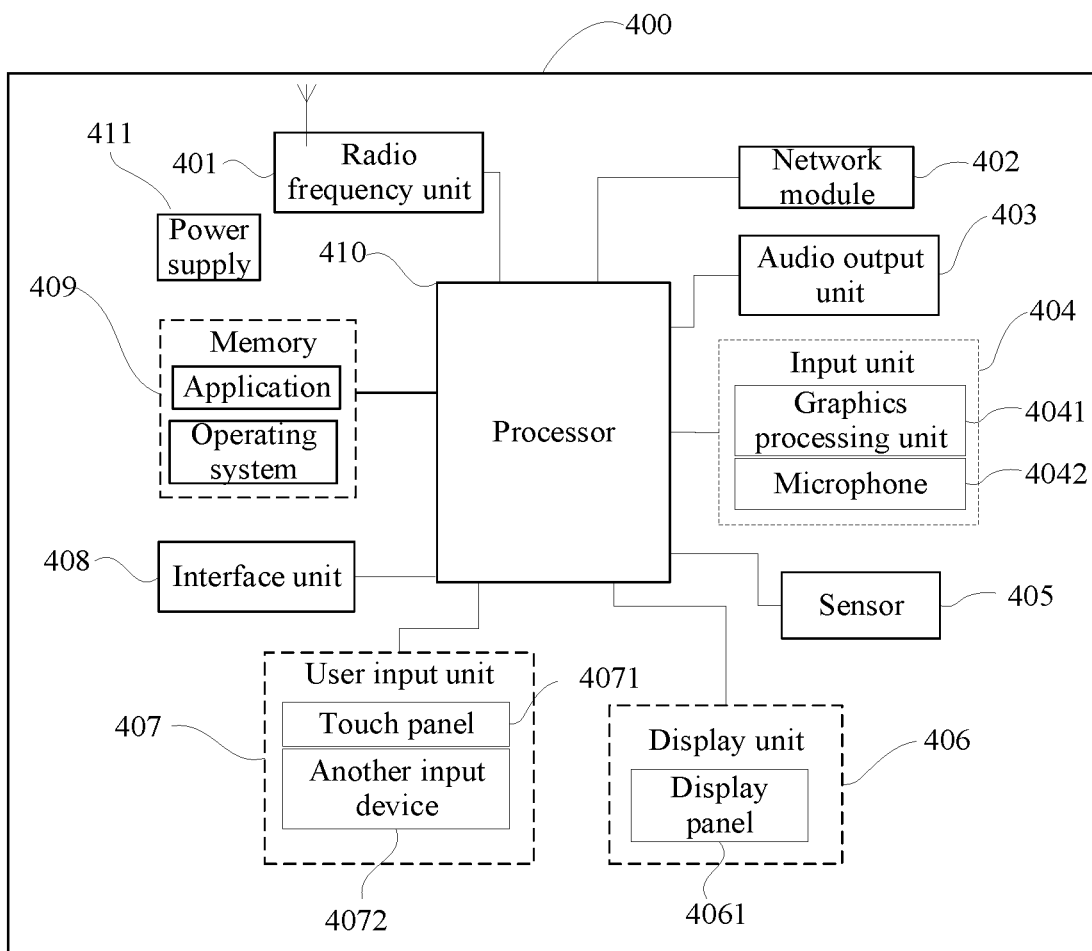 400
411
401
Radio
frequency unit
Network
module
402
Power
supply
410
Audio output
unit
403
409
Memory
Application
Operating
system
Processor
404
Input unit
Graphics
processing unit
4041
Microphone
4042
408
Interface unit
Sensor
405
User input unit
4071
407
Touch panel
Another input
device
4072
Display unit
406
Display
panel
4061